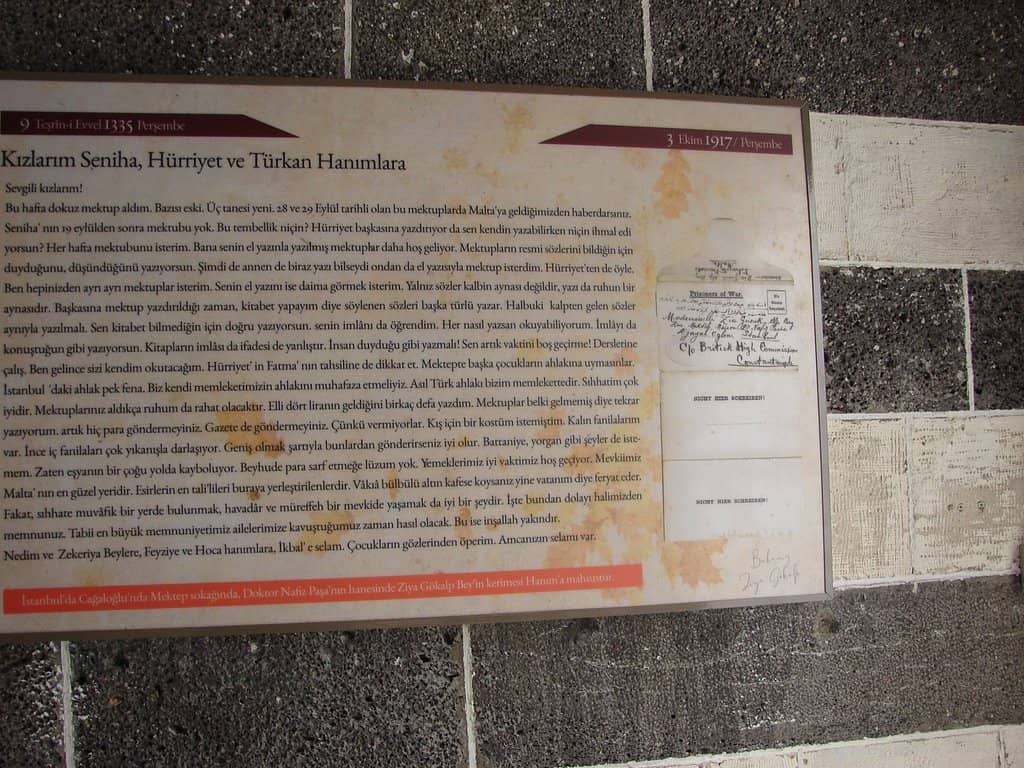 9 Teşrîn-i Evvel 1335 Perşembe
3 Ekim 1917/ Perşembe
Kızlarım Seniha, Hürriyet ve Türkan Hanımlara
Sevgili kızlarım!
Bu hafta dokuz mektup aldım. Bazısı eski. Üç tanesi yeni. 28 ve 29 Eylül tarihli olan bu mektuplarda Malta'ya geldiğimizden haberdarsınız.
Seniha' nın 19 eylülden sonra mektubu yok. Bu tembellik niçin? Hürriyet başkasına yazdırıyor da sen kendin yazabilirken niçin ihmal edi
yorsun? Her hafta mektubunu isterim. Bana senin el yazınla yazılmış mektuplar daha hoş geliyor. Mektupların resmi sözlerini bildiğin için
duyduğunu, düşündüğünü yazıyorsun. Şimdi de annen de biraz yazı bilseydi ondan da el yazısıyla mektup isterdim. Hürriyet'ten de öyle.
Ben hepinizden ayrı ayrı mektuplar isterim. Senin el yazını ise daima görmek isterim. Yalnız sözler kalbin aynası değildir, yazı da ruhun bir
aynasıdır. Başkasına mektup yazdırıldığı zaman, kitabet yapayım diye söylenen sözleri başka türlü yazar. Halbuki kalpten gelen sözler
aynıyla yazılmalı. Sen kitabet bilmediğin için doğru yazıyorsun. senin imlânı da öğrendim. Her nasıl yazsan okuyabiliyorum. İmlâyı da
konuştuğun gibi yazıyorsun. Kitapların imlâsı da ifadesi de yanlıştır. İnsan duyduğu gibi yazmalı! Sen artık vaktini boş geçirme! Derslerine
çalış. Ben gelince sizi kendim okutacağım. Hürriyet' in Fatma' nın tahsiline de dikkat et. Mektepte başka çocukların ahlakına uymasınlar.
İstanbul 'daki ahlak pek fena. Biz kendi memleketimizin ahlakını muhafaza etmeliyiz. Asıl Türk ahlakı bizim memlekettedir. Sıhhatim çok
iyidir. Mektuplarınız aldıkça ruhum da rahat olacaktır. Elli dört liranın geldiğini birkaç defa yazdım. Mektuplar belki gelmemiş diye tekrar
yazıyorum. artık hiç para göndermeyiniz. Gazete de göndermeyiniz. Çünkü vermiyorlar. Kış için bir kostüm istemiştim. Kalın fanilalarım
var. İnce iç fanilaları çok yıkanışla darlaşıyor. Geniş olmak şartıyla bunlardan gönderirseniz iyi olur. Battaniye, yorgan gibi şeyler de iste-
mem. Zaten eşyanın bir çoğu yolda kayboluyor. Beyhude para sarf etmeğe lüzum yok. Yemeklerimiz iyi vaktimiz hoş geçiyor. Mevkiimiz
Malta' nın en güzel yeridir. Esirlerin en tali'lileri buraya yerleştirilenlerdir. Vâkıâ bülbülü altın kafese koysanız yine vatanım diye feryat eder.
Fakat, sıhhate muvâfık bir yerde bulunmak, havadâr ve müreffeh bir mevkide yaşamak da iyi bir şeydir. İşte bundan dolayı halimizden
memnunuz. Tabii en büyük memnuniyetimiz ailelerimize kavuştuğumuz zaman hasıl olacak. Bu ise inşallah yakındır.
Nedim ve Zekeriya Beylere, Feyziye ve Hoca hanımlara, İkbal' e selam. Çocukların gözlerinden öperim. Amcanızın selamı var.
İstanbul'da Cağaloğlu'nda Mektep sokağında, Doktor Nafiz Paşa'nın hanesinde Ziya Gökalp Bey'in kerimesi Hanım'a mahsustur.
Prisoners of War.
No
Stamp
Required
C/o British High Commission
Constantinople
NICHT HIER SCHREIBEN!
NICHT HIER SCHREIBEN!
Babanız
Ziya Gökalp